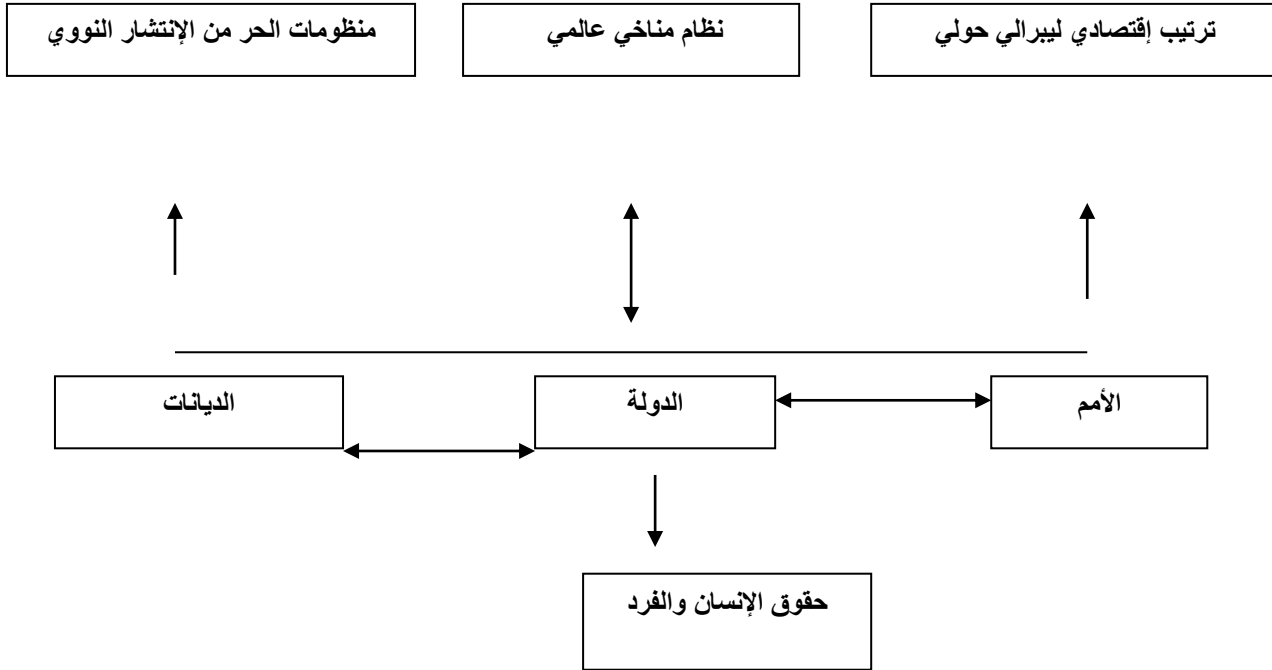 ترتيب إقتصادي ليبرالي حولي
نظام مناخي عالمي
منظومات الحر من الإنتشار النووي
الأمم
الدولة
الديانات
حقوق الإنسان والفرد